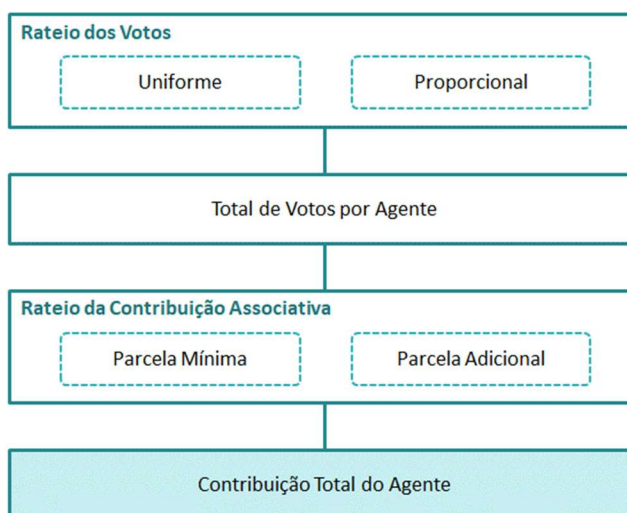 Rateio dos Votos
Uniforme
Proporcional
Total de Votos por Agente
Rateio da Contribuição Associativa
Parcela Mínima
Parcela Adicional
Contribuição Total do Agente